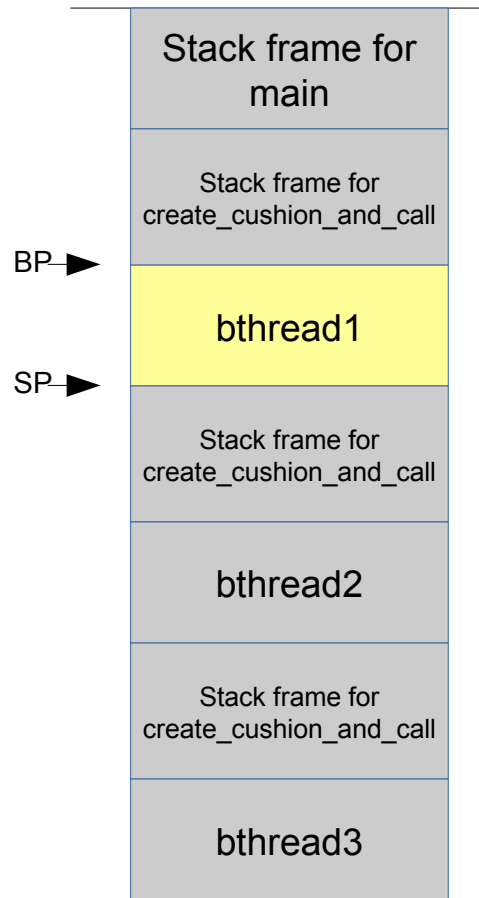 Stack frame for
main
Stack frame for
create_cushion_and_call
BP
bthread1
SP
Stack frame for
create_cushion_and_call
bthread2
Stack frame for
create_cushion_and_call
bthread3